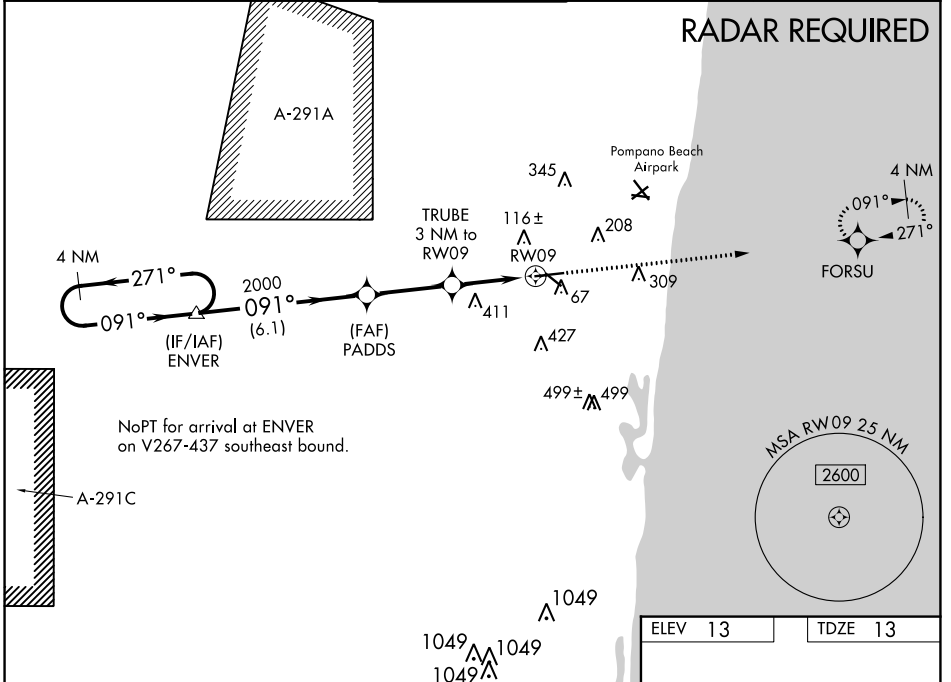 RADAR REQUIRED
A-291A
Pompano Beach
Airpark
345
4 NM
091°
271°
FORSU
TRUBE
3 NM to
RW09
116±
RW09
208
309
67
411
427
499±
499
4 NM
271°
091°
2000
091°
(6.1)
(IF/IAF)
ENVER
(FAF)
PADDS
NoPT for arrival at ENVER
on V267-437 southeast bound.
A-291C
MSA RW09 25 NM
2600
1049
1049
1049
1049
ELEV 13
TDZE 13